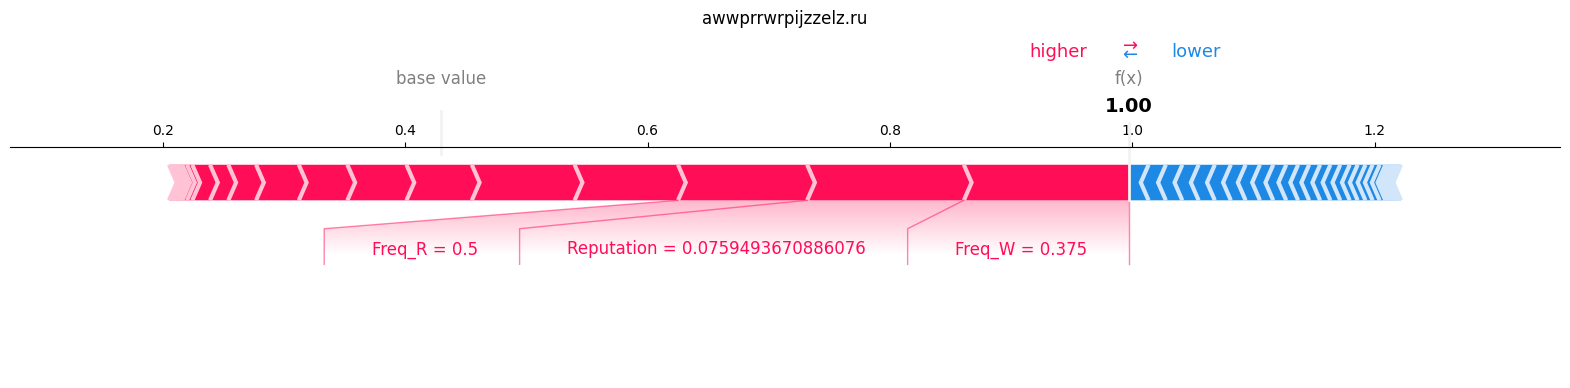 awwprrwrpijzzelz.ru
higher ⇄ lower
base value f(x)
1.00
0.2 0.4 0.6 0.8 1.0 1.2
Freq_R = 0.5 Reputation = 0.0759493670886076 Freq_W = 0.375